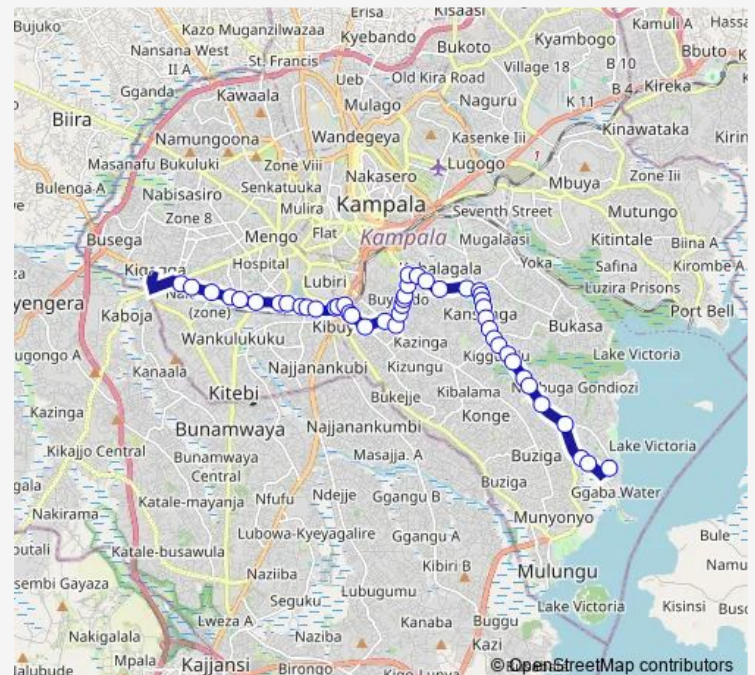 Bujuko
Kazo Muganzilwazaa
Erisa
Kisaasi
Kamuli A
Nansana West
II A
St. Francis
Kyebando
Bukoto
Kyambogo
Village 18
B 10
Bbuto
Gganda
Kawaala
Ueb
Old Kira Road
Mulago
Naguru
K 11
B 4
Kireka
Biira
Namungoona
Wandegeya
Kasenke Iii
Kinawataka
Masanafu Bukuluki
Zone Viii
Lugogo
1
Bulenga A
Nabisasiro
Senkatuuka
Nakasero
Mbuya
Zone Iii
Zone 8
Mulira
Kampala
Seventh Street
Mutungo
Busega
Mengo
Flat
Kampala
Mugalaasi
Kitintale
Biina A
Hospital
Lubiri
Yoka
Safina
Kirombe A
Luzira Prisons
Kaboja
(zone)
Port Bell
Wankulukuku
Kazinga
Bukasa
Kanaala
Najjanankubi
Kizungu
Lake Victoria
Kitebi
Bukejje
Kibalama
Gondiozi
Kazinga
Bunamwaya
Najjanankumbi
Konge
Kikajjo Central
Bunamwaya
Central
Masajja. A
Buziga
Lake Victoria
Nakirama
Katale-mayanja
Nfufu
Ndejje
Ggangu B
Buziga
Ggaba Water
Munyonyo
Katale-busawula
Lubowa-Kyeyagalire
Ggangu A
Bule
Naziiba
Kibiri B
Mulungu
Namu
Seguku
Lubugumu
Lake Victoria
Kisinsi
Lweza A
Nakigalala
Naziba
Kanaba
Buggu
Mpala
Kajjansi
Birongo
Kazi
© OpenStreetMap contributors